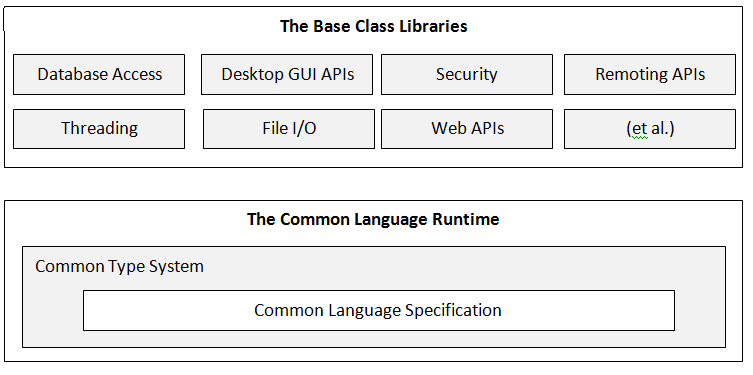 The Base Class Libraries
Database Access
Desktop GUI APIs
Security
Remoting APIs
Threading
File I/O
Web APIs
(et al.)
The Common Language Runtime
Common Type System
Common Language Specification